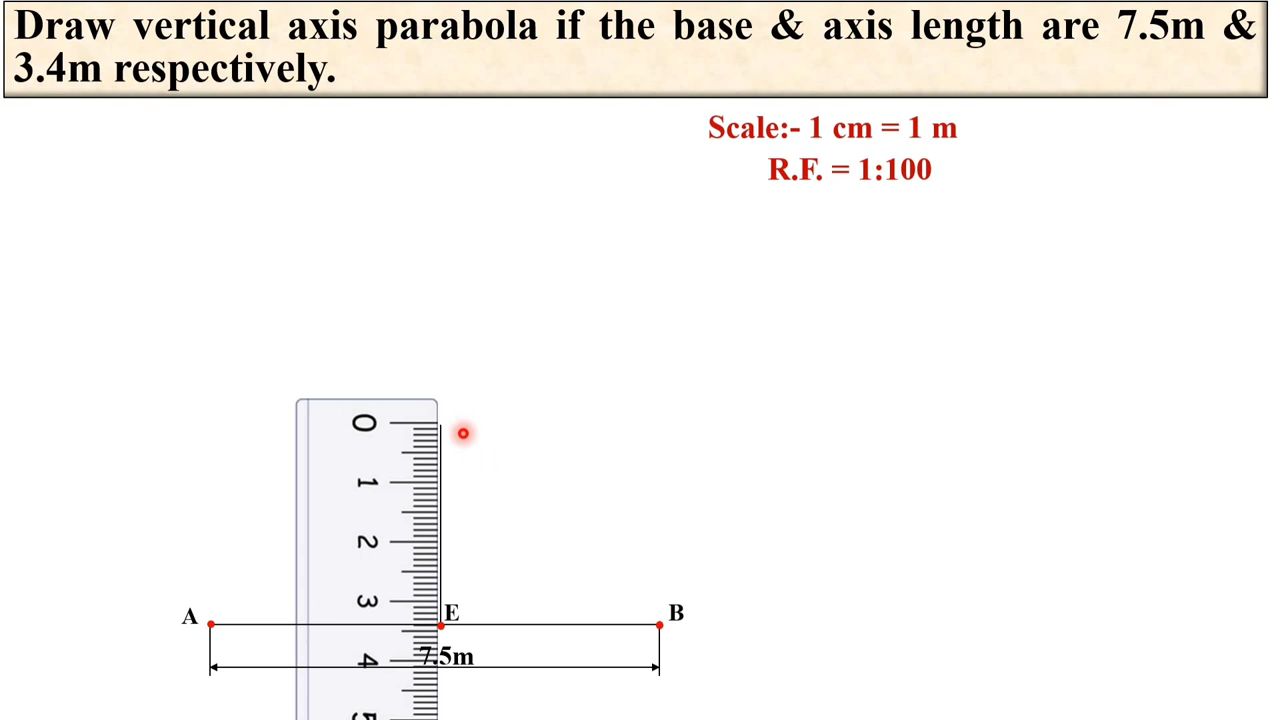 Draw vertical axis parabola if the base & axis length are 7.5m &
3.4m respectively.
Scale:- 1 cm = 1 m
R.F. = 1:100
0
1
2
3
A
E
B
4
7.5m
5